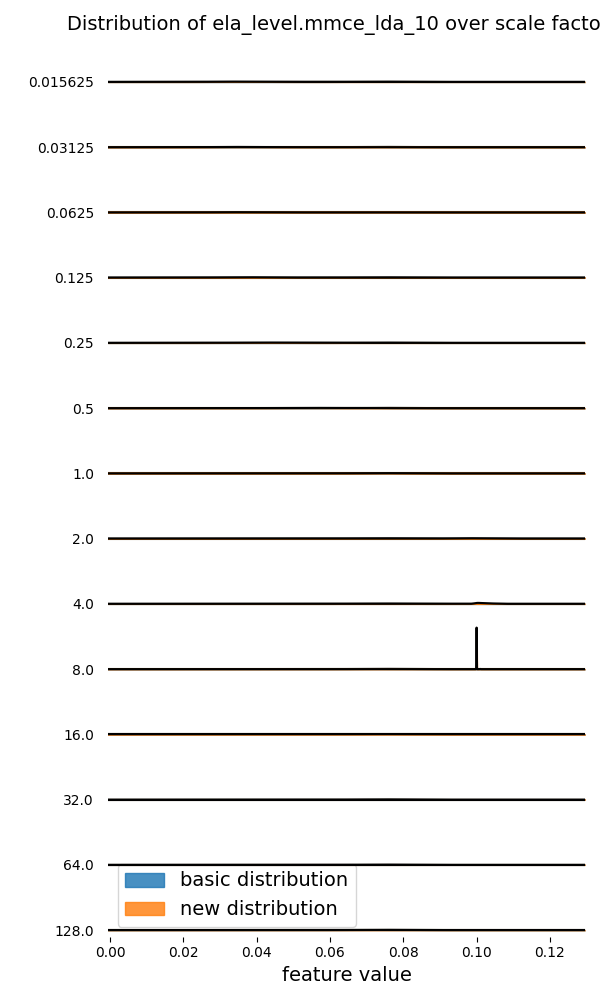 Distribution of ela_level.mmce_lda_10 over scale facto
0.015625
0.03125
0.0625
0.125
0.25
0.5
1.0
2.0
4.0
8.0
16.0
32.0
64.0
basic distribution
new distribution
128.0
0.00 0.02 0.04 0.06 0.08 0.10 0.12
feature value